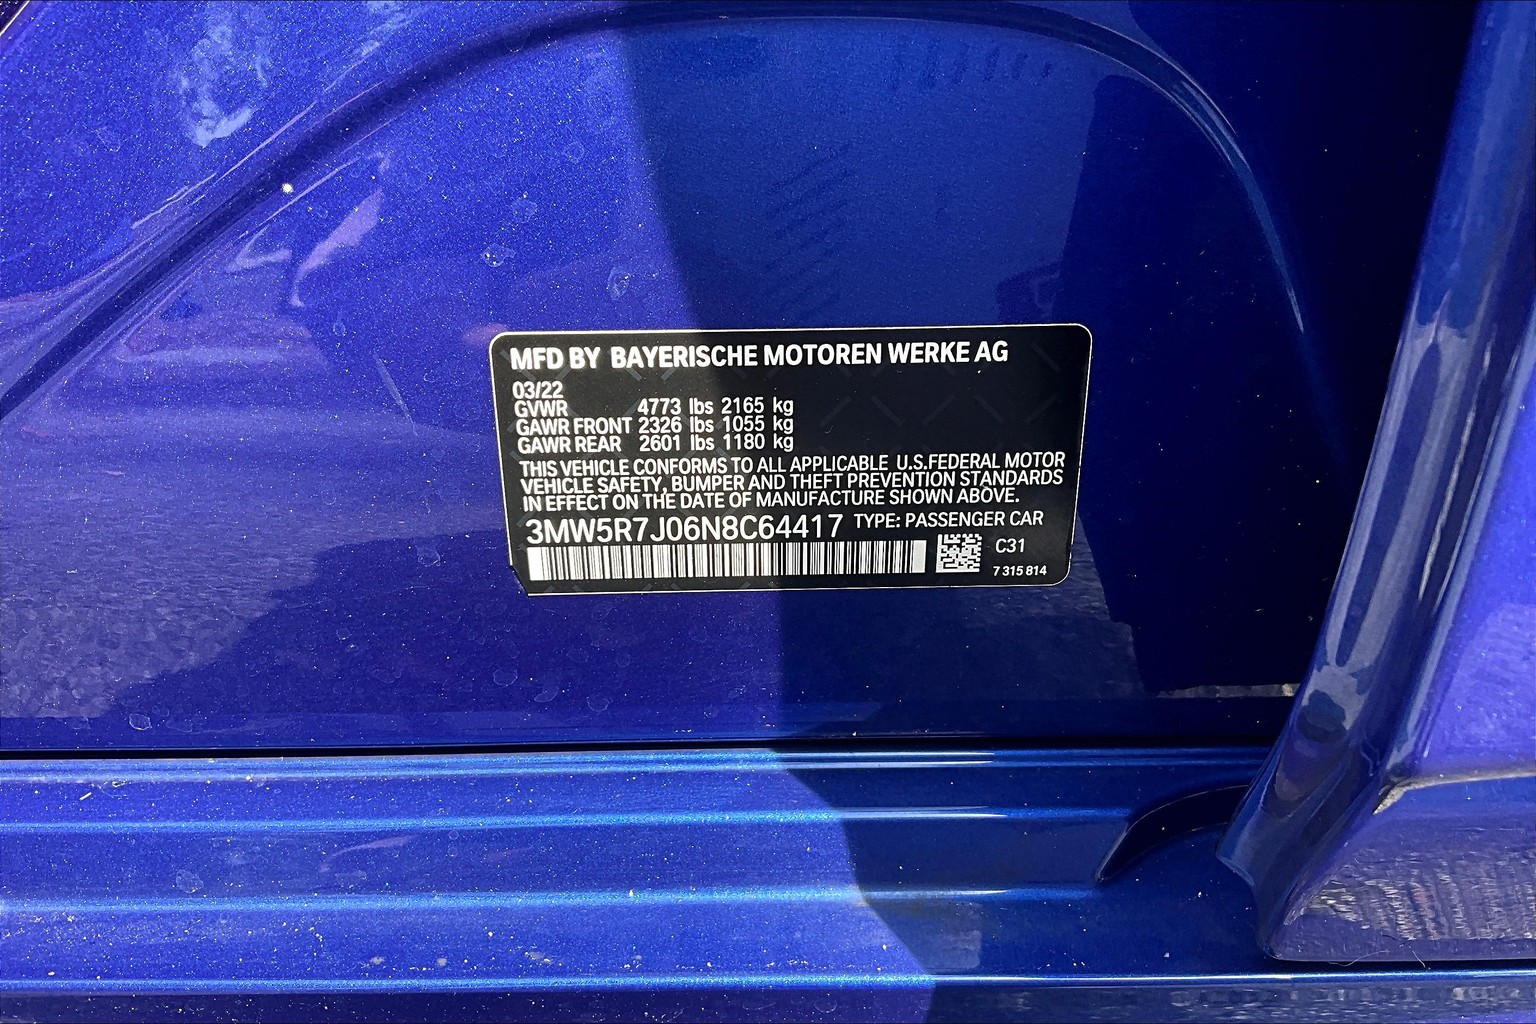 MFD BY BAYERISCHE MOTOREN WERKE AG
03/22
GVWR 4773 lbs 2165 kg
GAWR FRONT 2326 lbs 1055 kg
GAWR REAR 2601 lbs 1180 kg
THIS VEHICLE CONFORMS TO ALL APPLICABLE U.S.FEDERAL MOTOR
VEHICLE SAFETY, BUMPER AND THEFT PREVENTION STANDARDS
IN EFFECT ON THE DATE OF MANUFACTURE SHOWN ABOVE.
3MW5R7J06N8C64417 TYPE: PASSENGER CAR
C31
7 315 814